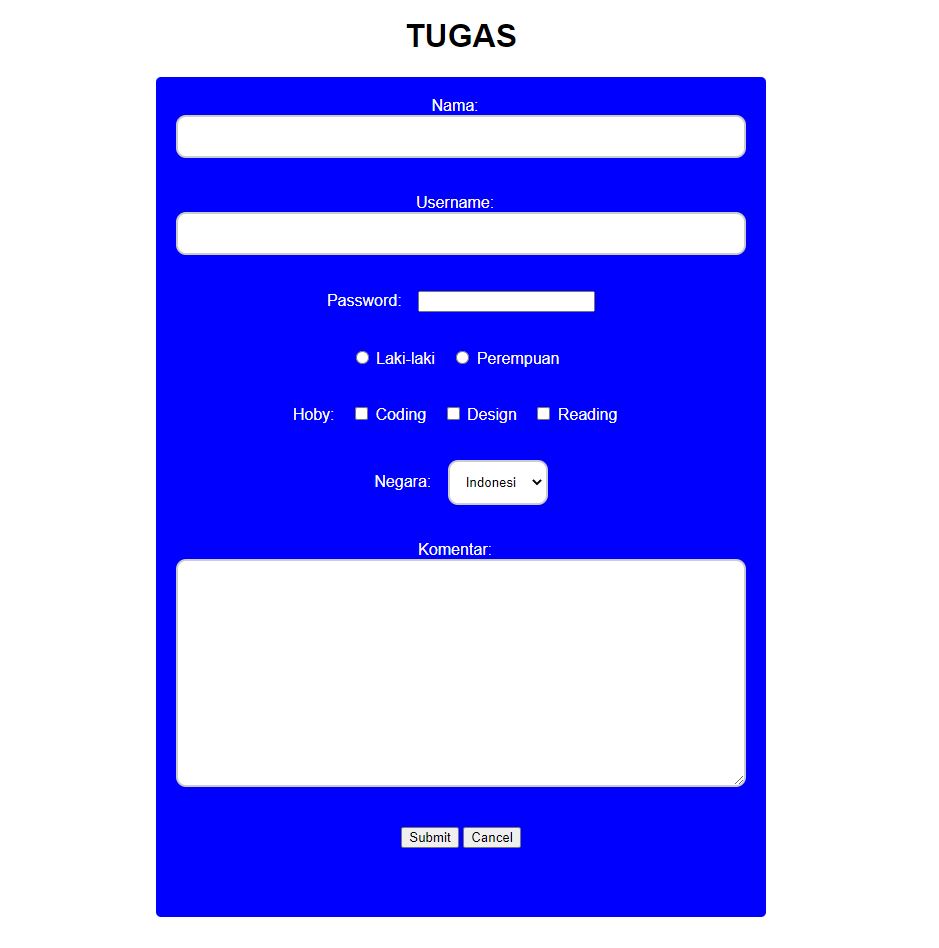 TUGAS
Nama:
Username:
Password:
Laki-laki Perempuan
Hoby: Coding Design Reading
Negara: Indonesi
Komentar:
Submit Cancel